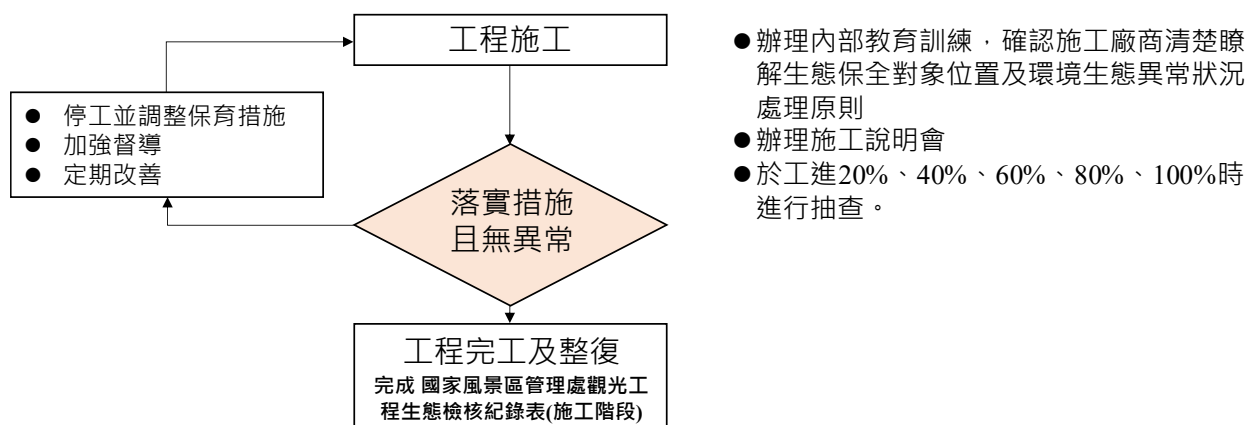 工程施工
● 停工並調整保育措施
● 加強督導
● 定期改善
落實措施
且無異常
工程完工及整復
完成 國家風景區管理處觀光工
程生態檢核紀錄表(施工階段)
●辦理內部教育訓練，確認施工廠商清楚瞭
解生態保全對象位置及環境生態異常狀況
處理原則
●辦理施工說明會
●於工進20%、40%、60%、80%、100%時
進行抽查。